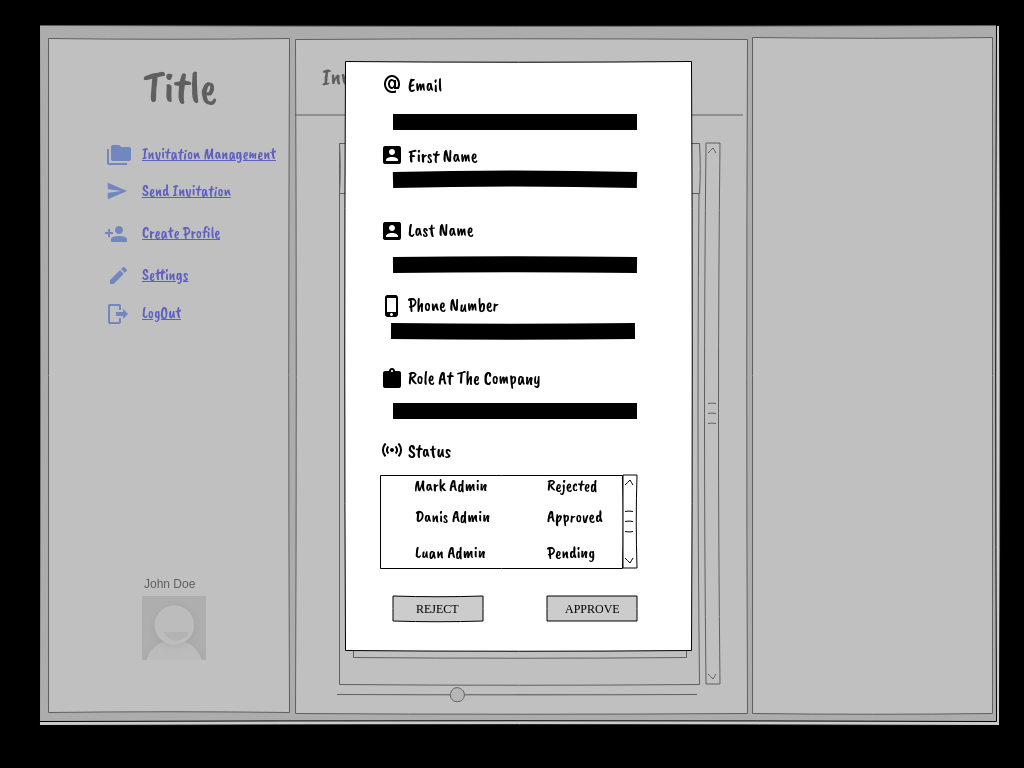 Title
Invitation Management
Send Invitation
Create Profile
Settings
LogOut
John Doe
@ Email
First Name
Last Name
Phone Number
Role At The Company
Status
Mark Admin Rejected
Danis Admin Approved
Luan Admin Pending
REJECT APPROVE